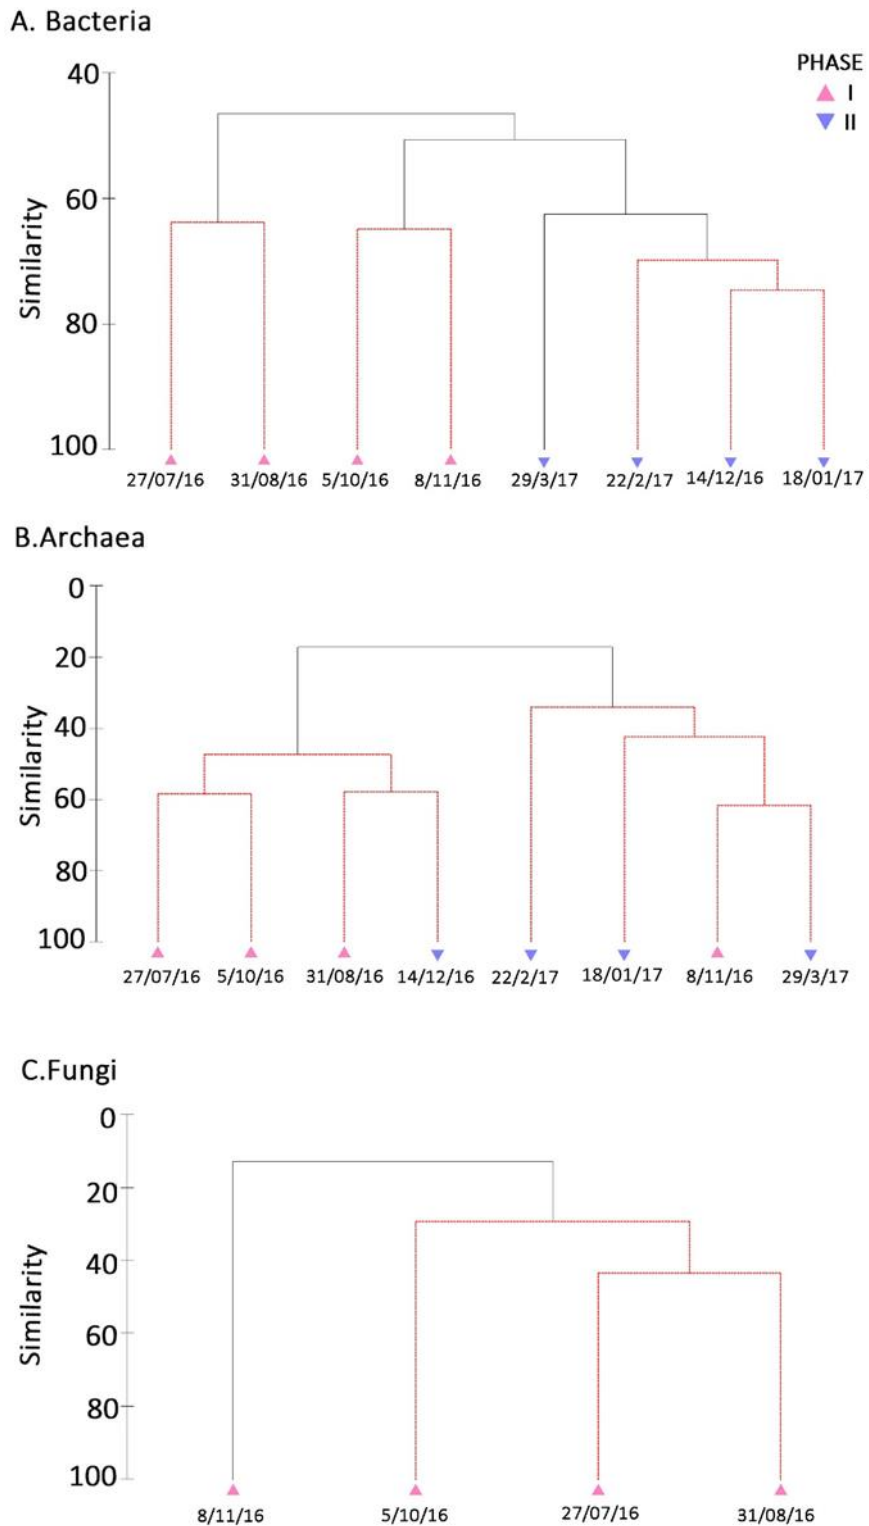 A. Bacteria
PHASE
I
II
40
60
80
100
Similarity
27/07/16 31/08/16 5/10/16 8/11/16 29/3/17 22/2/17 14/12/16 18/01/17
B.Archaea
0
20
40
60
80
100
Similarity
27/07/16 5/10/16 31/08/16 14/12/16 22/2/17 18/01/17 8/11/16 29/3/17
C.Fungi
0
20
40
60
80
100
Similarity
8/11/16 5/10/16 27/07/16 31/08/16